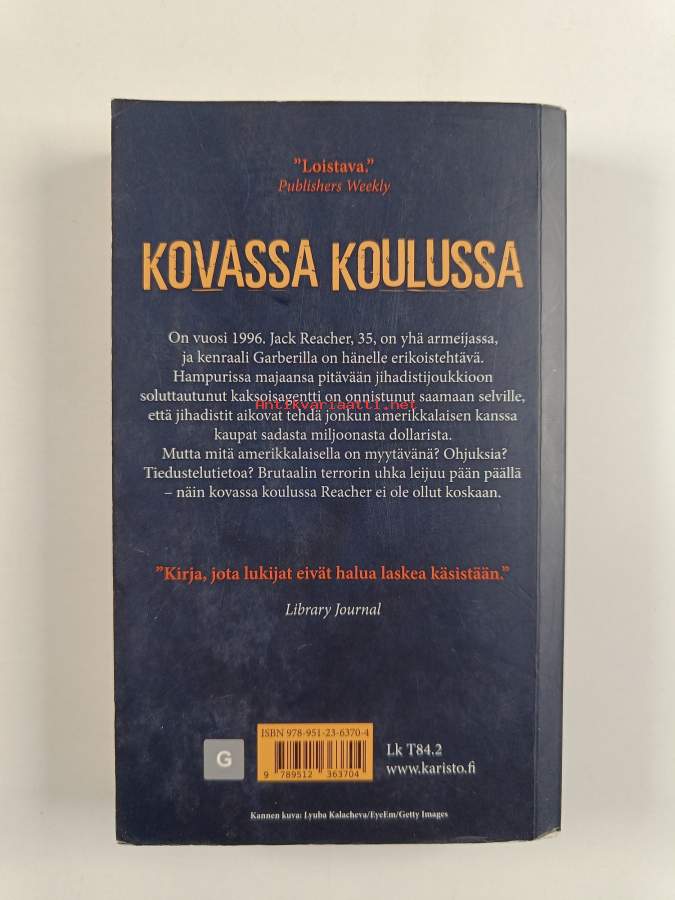 ”Loistava.”
Publishers Weekly
KOVASSA KOULUSSA
On vuosi 1996. Jack Reacher, 35, on yhä armeijassa,
ja kenraali Garberilla on hänelle erikoistehtävä.
Hampurissa majaansa pitävään jihadistijoukkioon
soluttautunut kaksoisagentti on onnistunut saamaan selville,
Antikvariaatti.net
että jihadistit aikovat tehdä jonkun amerikkalaisen kanssa
kaupat sadasta miljoonasta dollarista.
Mutta mitä amerikkalaisella on myytävänä? Ohjuksia?
Tiedustelutietoa? Brutaalin terrorin uhka leijuu pään päällä
– näin kovassa koulussa Reacher ei ole ollut koskaan.
”Kirja, jota lukijat eivät halua laskea käsistään.”
Library Journal
ISBN 978-951-23-6370-4
9 789512 363704
G
Lk T84.2
www.karisto.fi
Kannen kuva: Lyuba Kalacheva/EyeEm/Getty Images